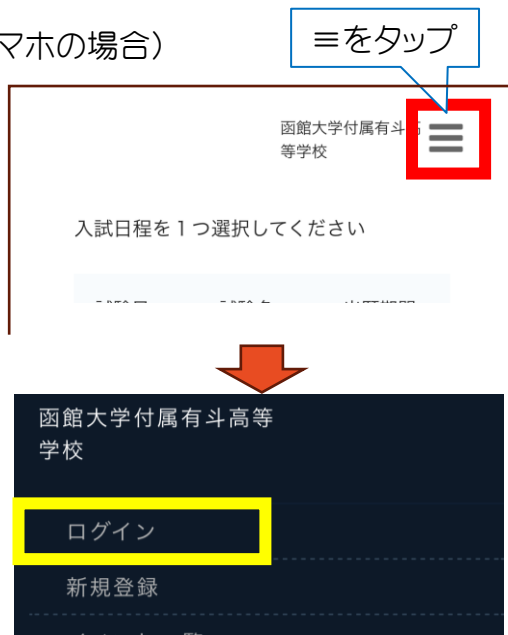 マホの場合)
≡をタップ
函館大学付属有斗高
等学校
入試日程を1つ選択してください
函館大学付属有斗高等
学校
ログイン
新規登録